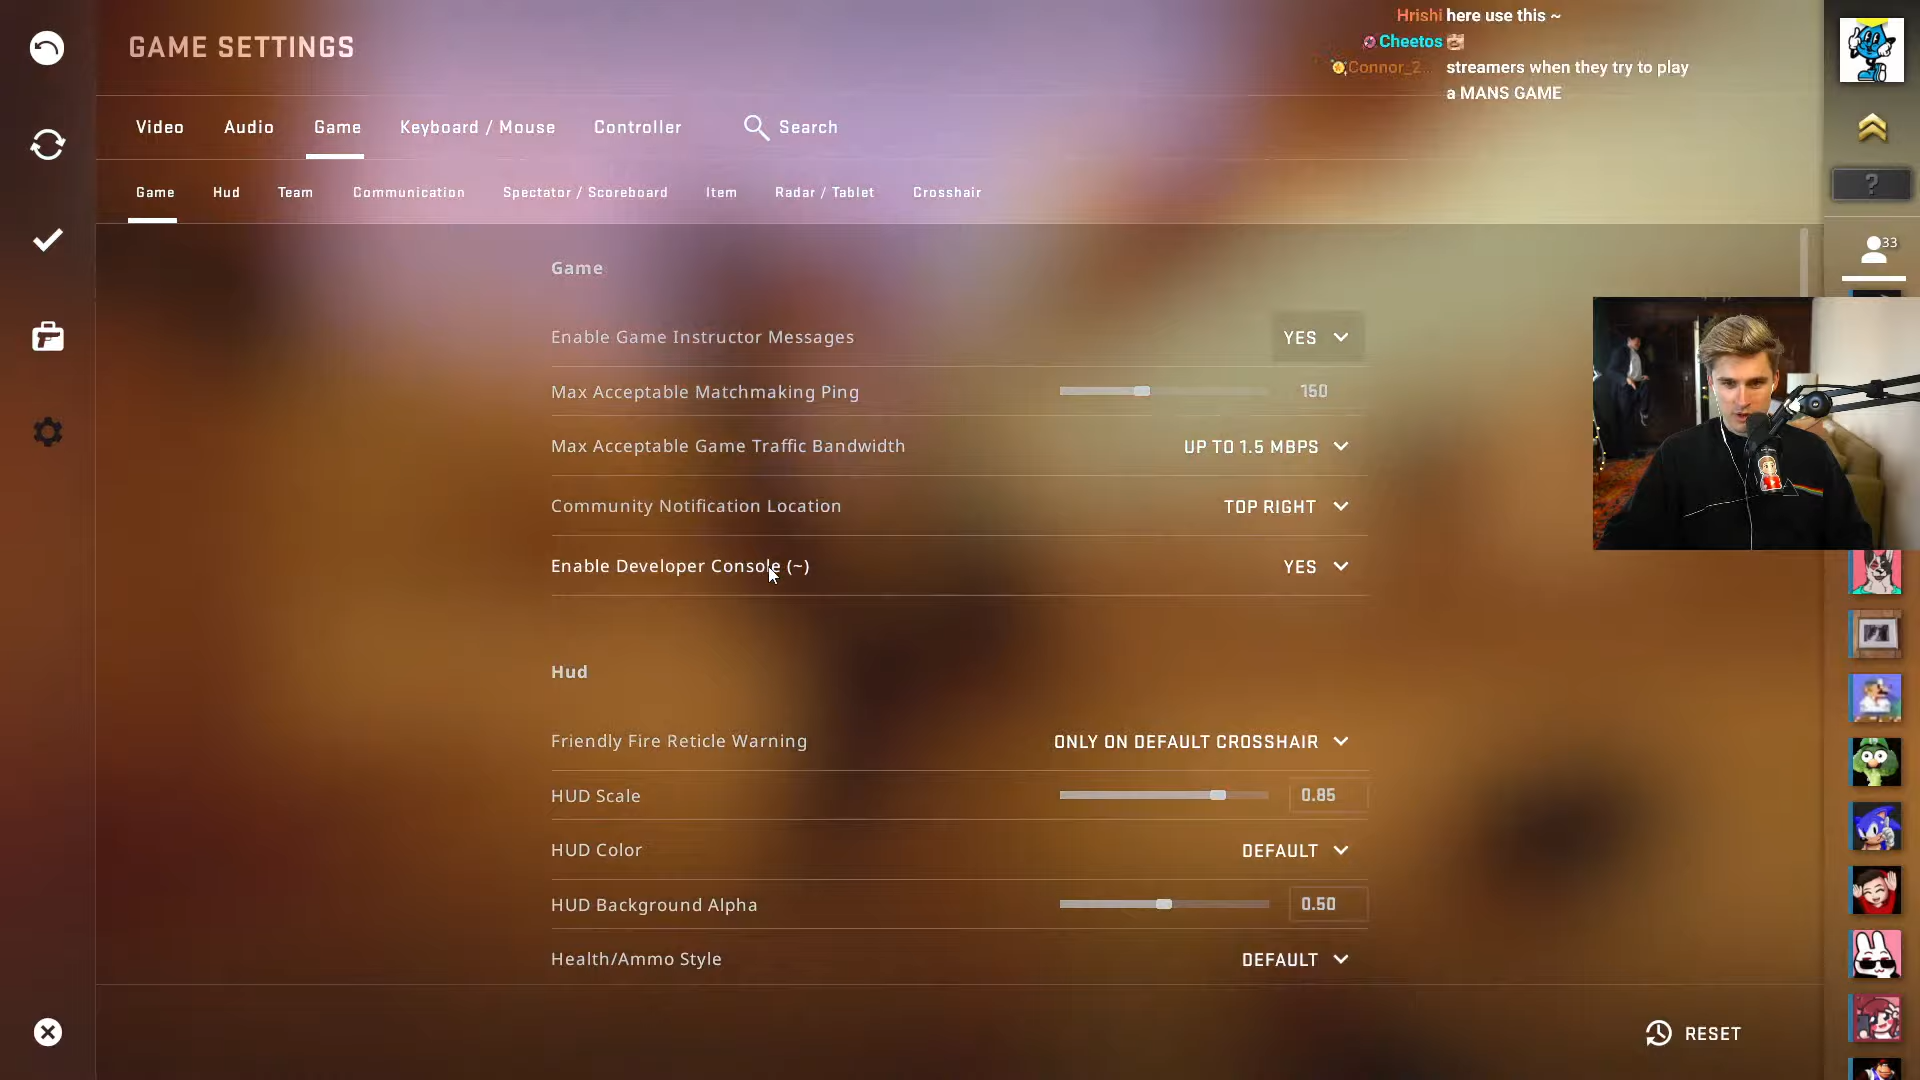 Hrishi here use this ~
Cheetos
Connor_2... streamers when they try to play
a MANS GAME
GAME SETTINGS
Video Audio Game Keyboard / Mouse Controller Search
?
Game Hud Team Communication Spectator / Scoreboard Item Radar / Tablet Crosshair
33
Game
Enable Game Instructor Messages YES
Max Acceptable Matchmaking Ping 150
Max Acceptable Game Traffic Bandwidth UP TO 1.5 MBPS
Community Notification Location TOP RIGHT
Enable Developer Console (~) YES
Hud
Friendly Fire Reticle Warning ONLY ON DEFAULT CROSSHAIR
HUD Scale 0.85
HUD Color DEFAULT
HUD Background Alpha 0.50
Health/Ammo Style DEFAULT
RESET